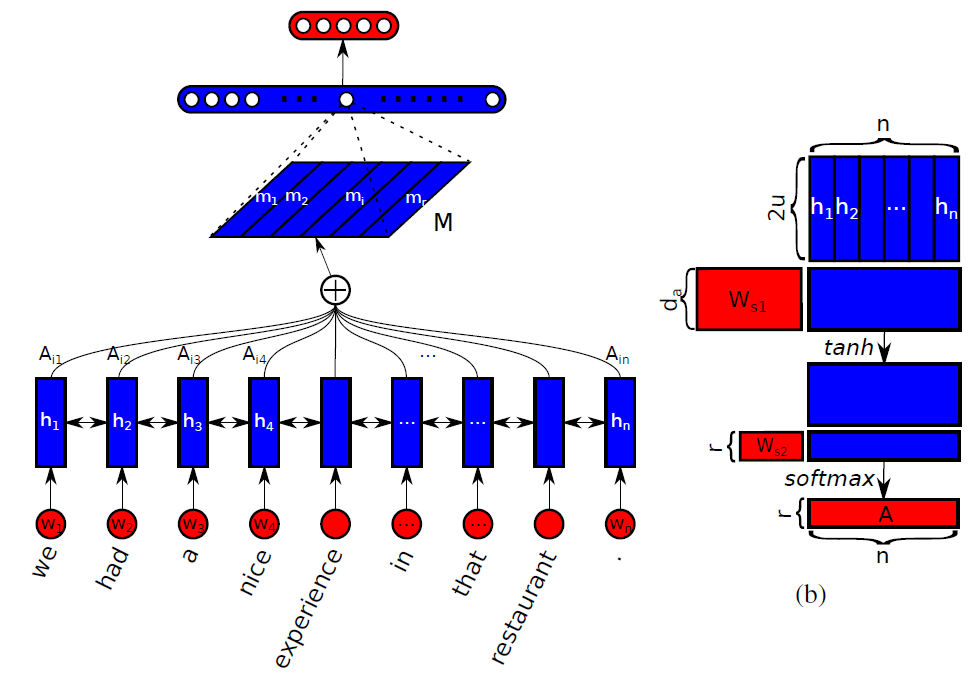 m1 m2 mi mr
M
Ai1 Ai2 Ai3 Ai4 ... Ain
h1 h2 h3 h4 ... ... hn
w1 w2 w3 w4 ... ... wn
we had a nice experience in that restaurant .
n
2u
h1 h2 ... hn
da
Ws1
tanh
r
Ws2
softmax
r
A
n
(b)